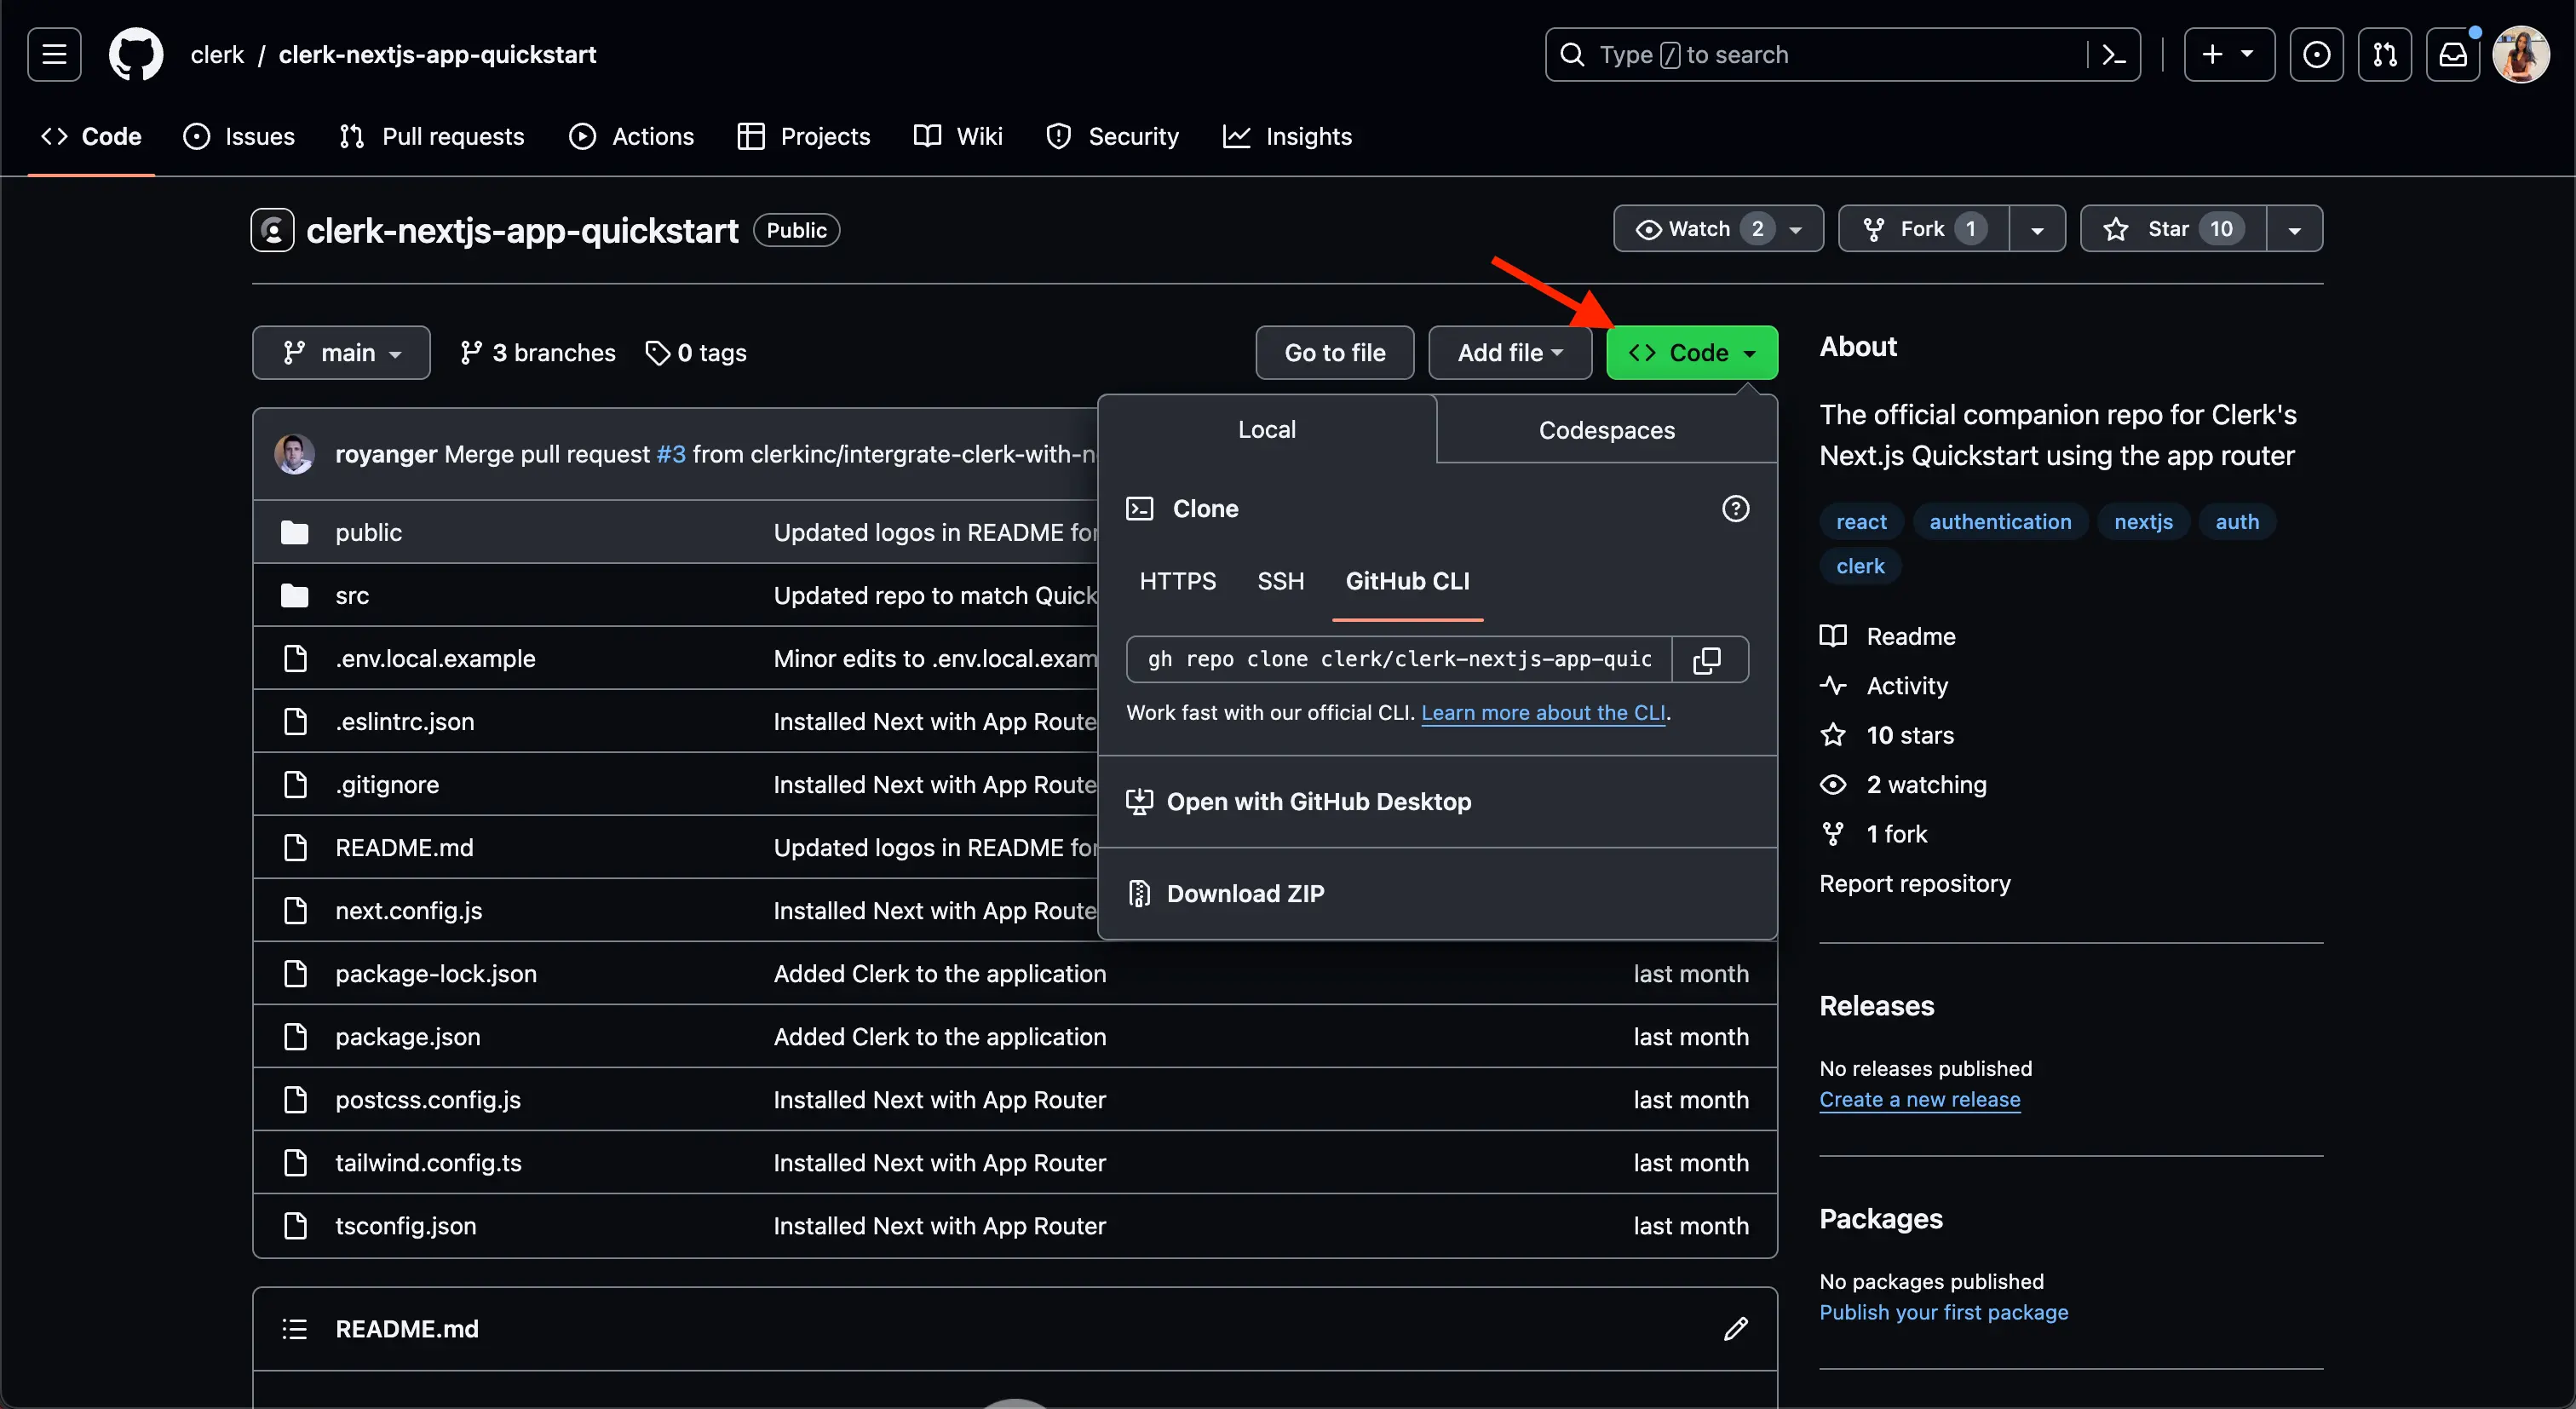 clerk / clerk-nextjs-app-quickstart
Type / to search
Code Issues Pull requests Actions Projects Wiki Security Insights
clerk-nextjs-app-quickstart Public
Watch 2 Fork 1 Star 10
main 3 branches 0 tags
Go to file Add file <> Code
royanger Merge pull request #3 from clerkinc/intergrate-clerk-with-n
public Updated logos in README for
src Updated repo to match Quick
.env.local.example Minor edits to .env.local.exam
.eslintrc.json Installed Next with App Route
.gitignore Installed Next with App Route
README.md Updated logos in README for
next.config.js Installed Next with App Route
package-lock.json Added Clerk to the application last month
package.json Added Clerk to the application last month
postcss.config.js Installed Next with App Router last month
tailwind.config.ts Installed Next with App Router last month
tsconfig.json Installed Next with App Router last month
README.md
Local Codespaces
Clone
HTTPS SSH GitHub CLI
gh repo clone clerk/clerk-nextjs-app-quic
Work fast with our official CLI. Learn more about the CLI.
Open with GitHub Desktop
Download ZIP
About
The official companion repo for Clerk's
Next.js Quickstart using the app router
react authentication nextjs auth
clerk
Readme
Activity
10 stars
2 watching
1 fork
Report repository
Releases
No releases published
Create a new release
Packages
No packages published
Publish your first package